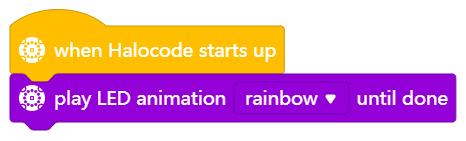 when Halocode starts up
play LED animation rainbow until done